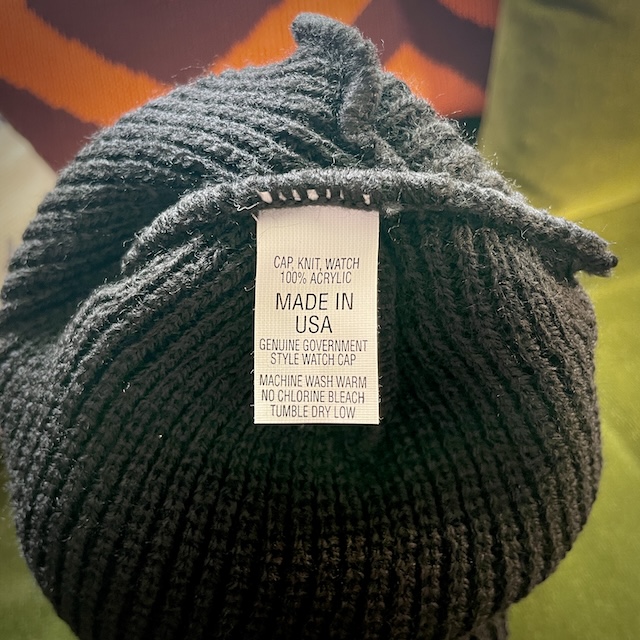 CAP, KNIT, WATCH
100% ACRYLIC
MADE IN
USA
GENUINE GOVERNMENT
STYLE WATCH CAP
MACHINE WASH WARM
NO CHLORINE BLEACH
TUMBLE DRY LOW